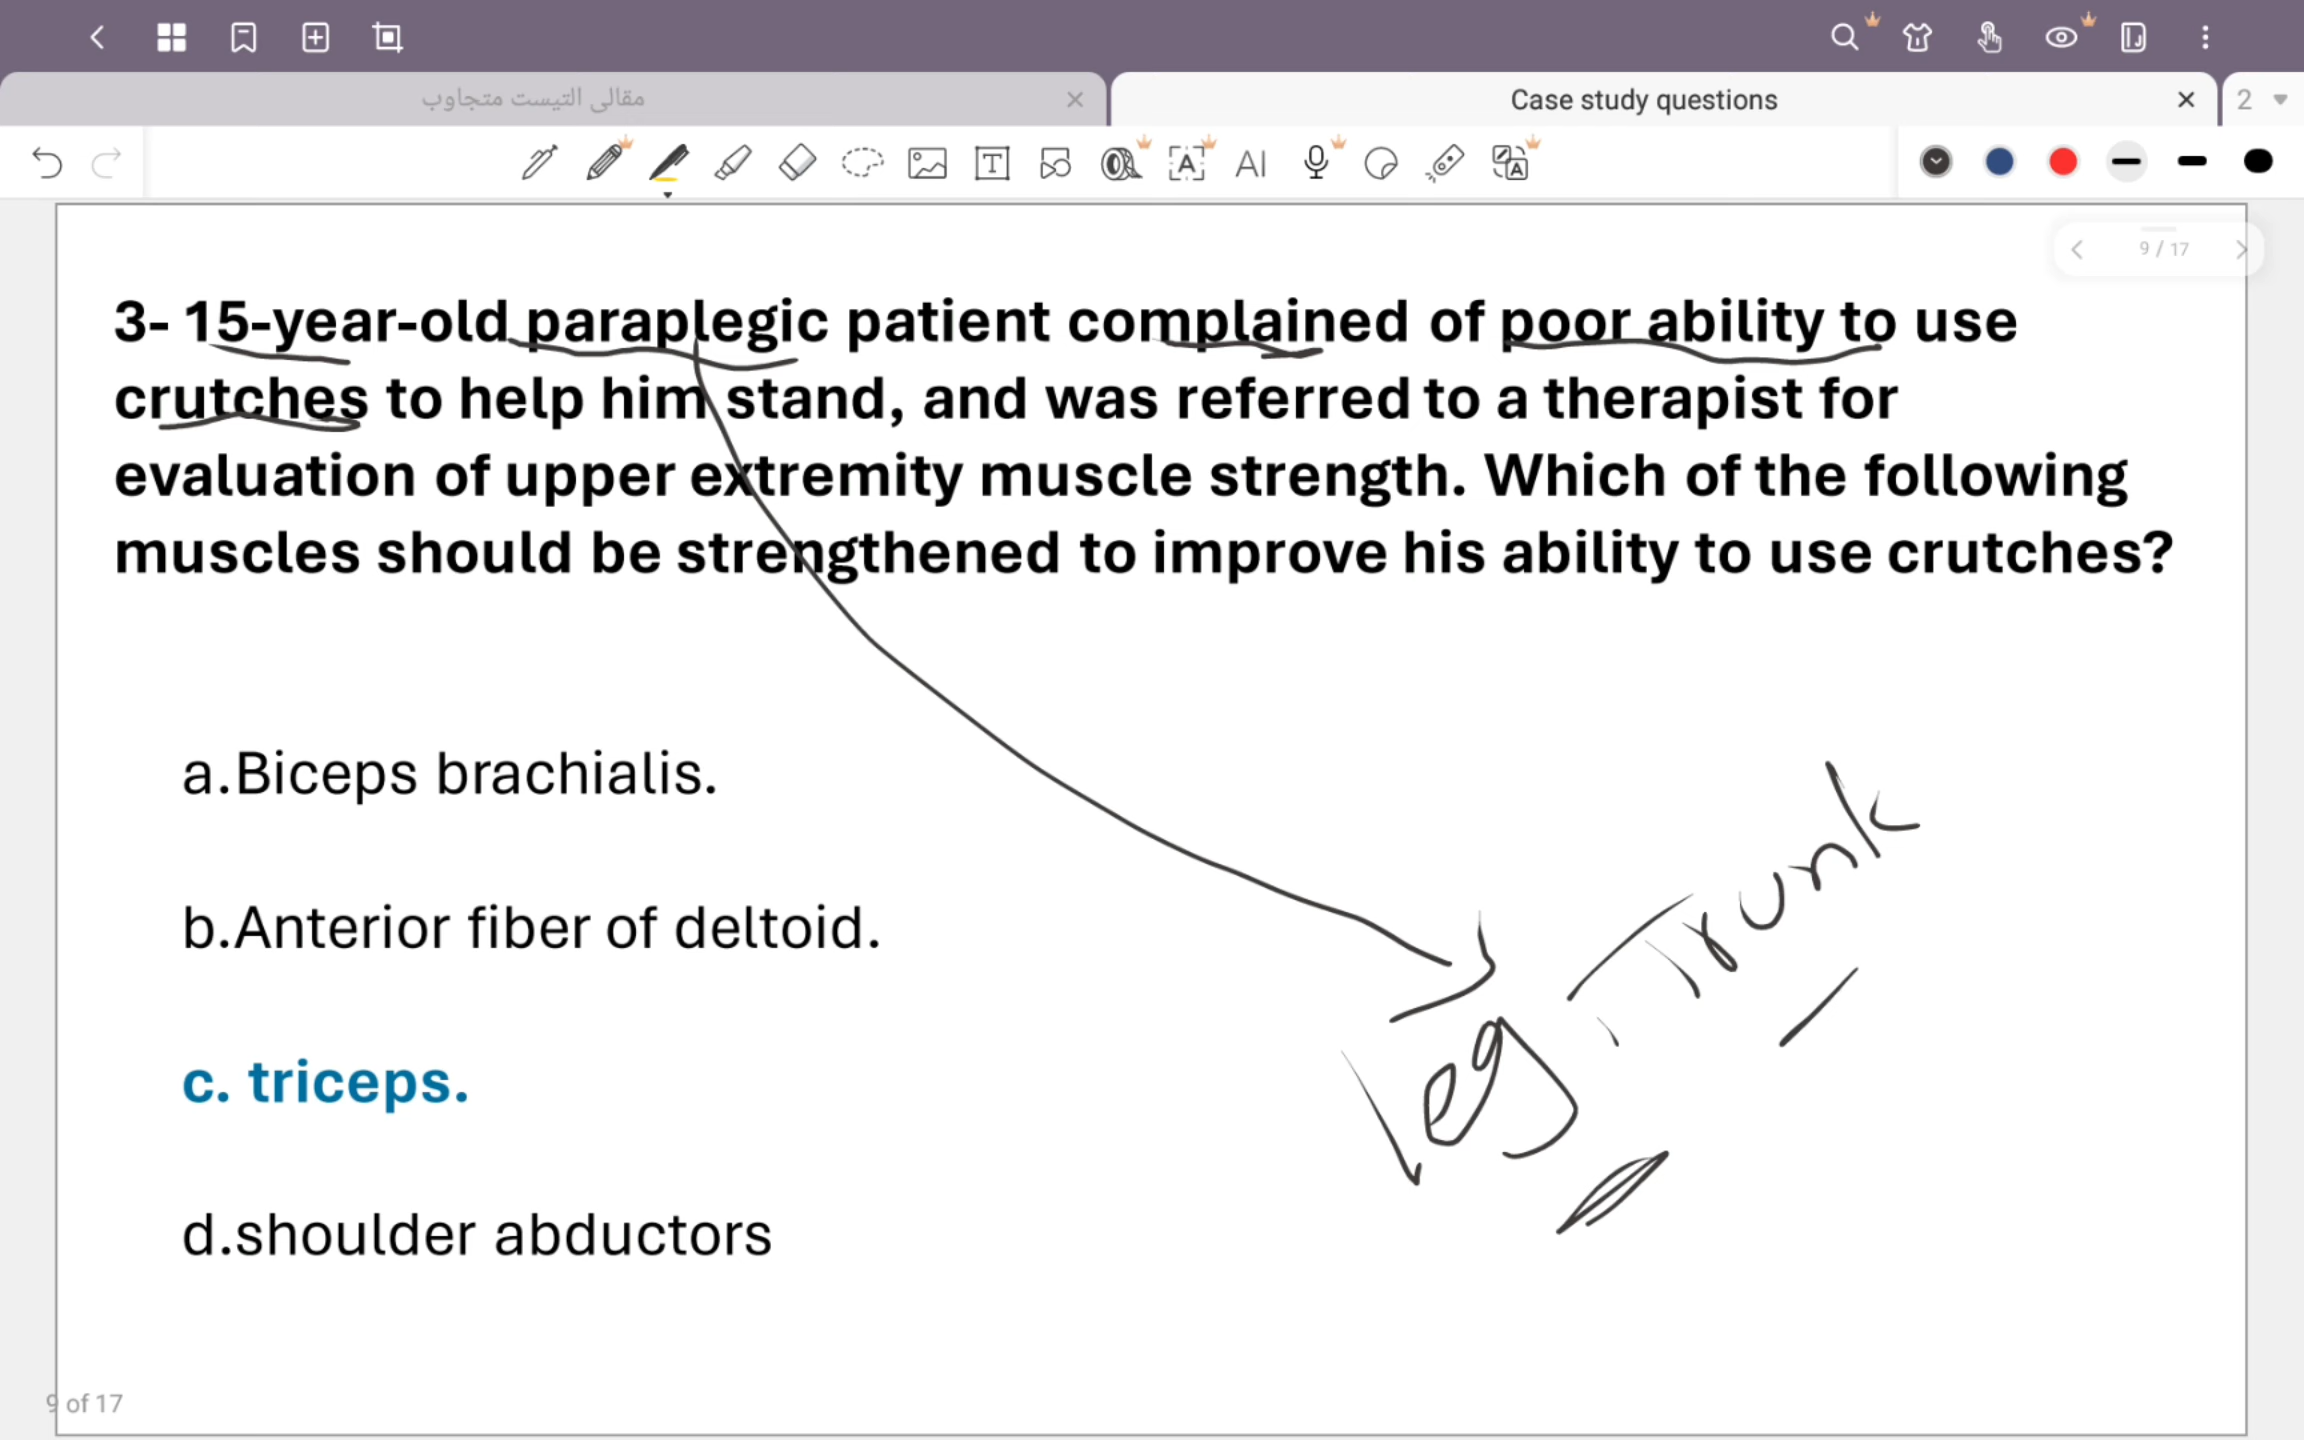 مقالى التيست متجاوب
Case study questions
2
T
A
AI
A
9 / 17
3- 15-year-old paraplegic patient complained of poor ability to use
crutches to help him stand, and was referred to a therapist for
evaluation of upper extremity muscle strength. Which of the following
muscles should be strengthened to improve his ability to use crutches?
a.Biceps brachialis.
b.Anterior fiber of deltoid.
c. triceps.
d.shoulder abductors
leg, Trunk
9 of 17